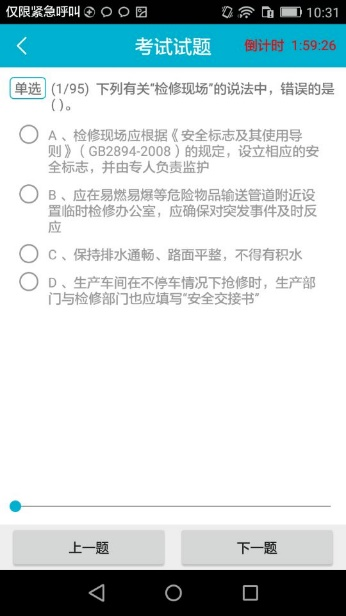 仅限紧急呼叫 10:31
考试试题 倒计时 1:59:26
单选 (1/95) 下列有关“检修现场”的说法中，错误的是
( )。
A 、检修现场应根据《安全标志及其使用导
则》（GB2894-2008）的规定，设立相应的安
全标志，并由专人负责监护
B 、应在易燃易爆等危险物品输送管道附近设
置临时检修办公室，应确保对突发事件及时反
应
C 、保持排水通畅、路面平整，不得有积水
D 、生产车间在不停车情况下抢修时，生产部
门与检修部门也应填写“安全交接书”
上一题 下一题